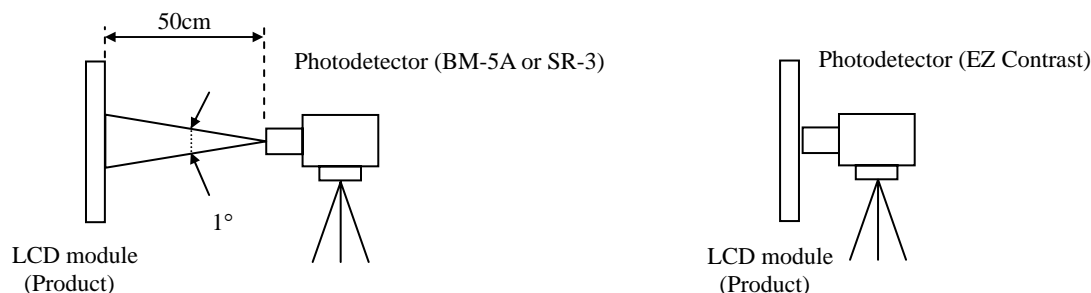 50cm
Photodetector (BM-5A or SR-3)
1°
LCD module
(Product)
Photodetector (EZ Contrast)
LCD module
(Product)